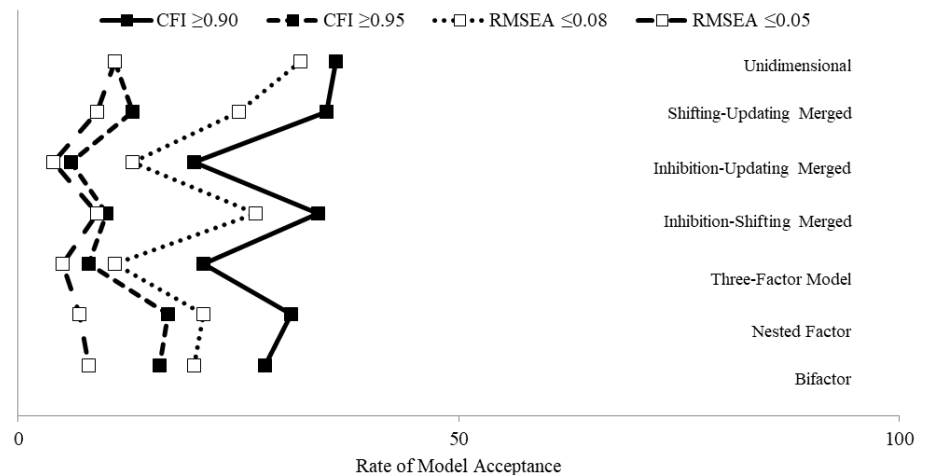 CFI ≥0.90 CFI ≥0.95 RMSEA ≤0.08 RMSEA ≤0.05
Unidimensional
Shifting-Updating Merged
Inhibition-Updating Merged
Inhibition-Shifting Merged
Three-Factor Model
Nested Factor
Bifactor
0 50 100
Rate of Model Acceptance